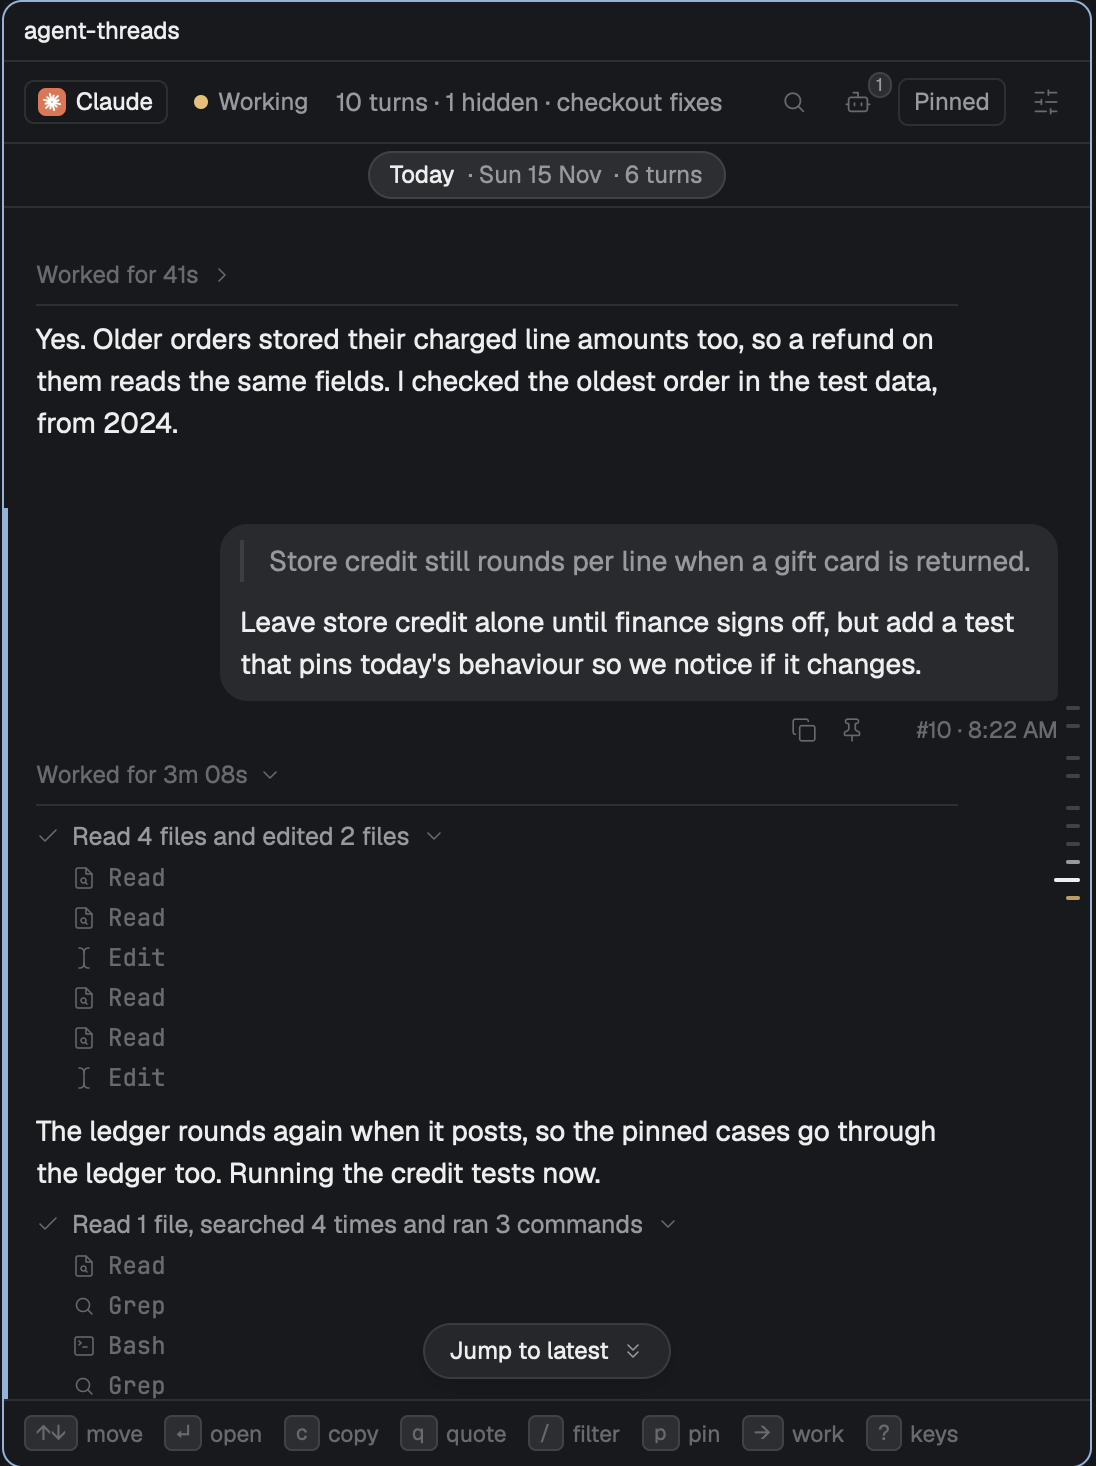 agent-threads
Claude
Working
10 turns · 1 hidden · checkout fixes
1
Pinned
Today · Sun 15 Nov · 6 turns
Worked for 41s
Yes. Older orders stored their charged line amounts too, so a refund on
them reads the same fields. I checked the oldest order in the test data,
from 2024.
Store credit still rounds per line when a gift card is returned.
Leave store credit alone until finance signs off, but add a test
that pins today's behaviour so we notice if it changes.
#10 · 8:22 AM
Worked for 3m 08s
Read 4 files and edited 2 files
Read
Read
Edit
Read
Read
Edit
The ledger rounds again when it posts, so the pinned cases go through
the ledger too. Running the credit tests now.
Read 1 file, searched 4 times and ran 3 commands
Read
Grep
Bash
Grep
Jump to latest
↑↓ move ↵ open c copy q quote / filter p pin → work ? keys